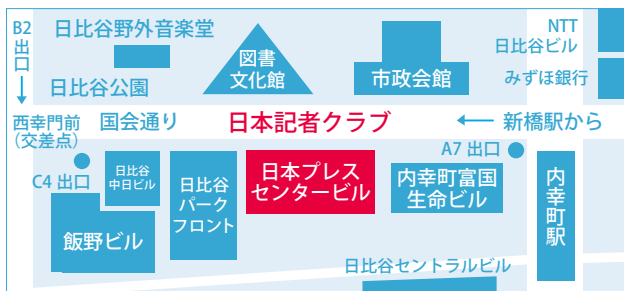 B2
出
口
日比谷野外音楽堂
日比谷公園
図書
文化館
市政会館
NTT
日比谷ビル
みずほ銀行
西幸門前
(交差点)
国会通り
日本記者クラブ
← 新橋駅から
A7 出口
C4 出口
日比谷
中日ビル
飯野ビル
日比谷
パーク
フロント
日本プレス
センタービル
内幸町富国
生命ビル
内
幸
町
駅
日比谷セントラルビル